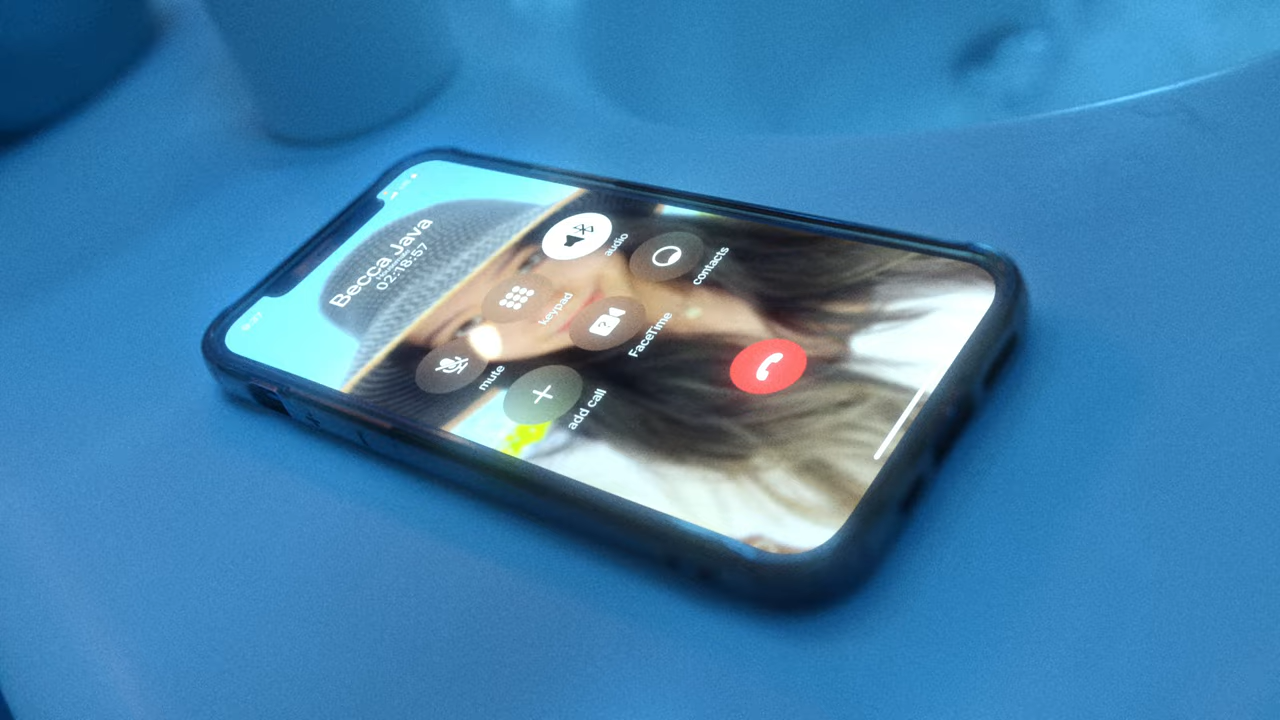 Becca Java
02:18:57
audio
contacts
keypad
FaceTime
mute
add call